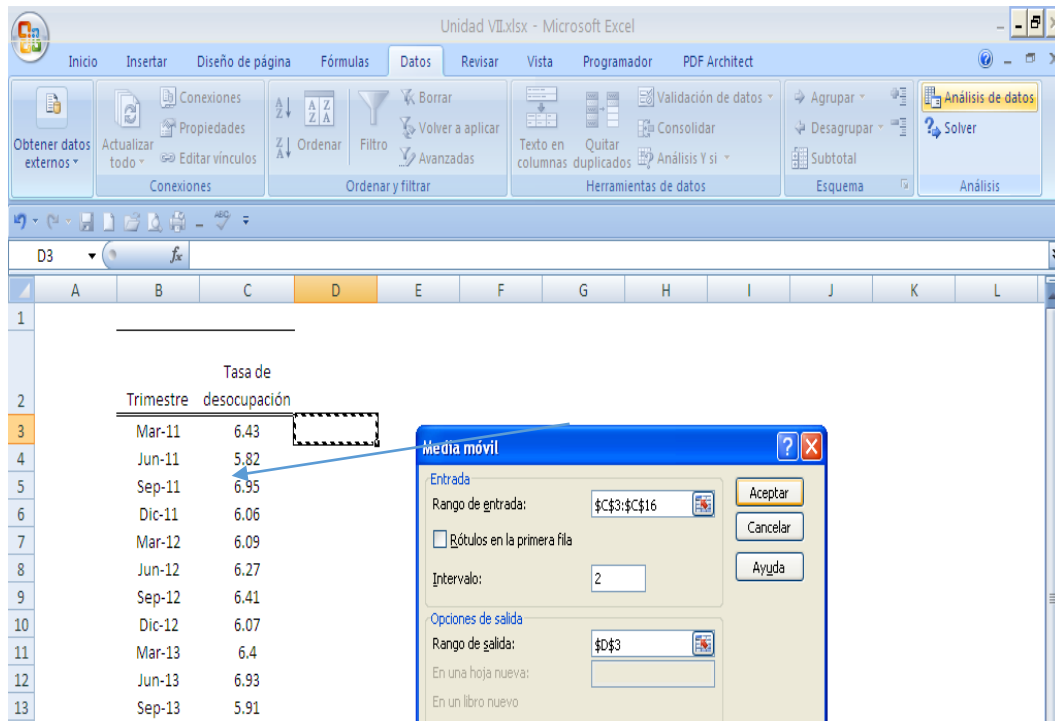 Unidad VII.xlsx - Microsoft Excel
Inicio Insertar Diseño de página Fórmulas Datos Revisar Vista Programador PDF Architect
Obtener datos externos
Actualizar todo
Conexiones
Propiedades
Editar vínculos
Conexiones
Ordenar
Filtro
Borrar
Volver a aplicar
Avanzadas
Ordenar y filtrar
Texto en columnas
Quitar duplicados
Validación de datos
Consolidar
Análisis Y si
Herramientas de datos
Agrupar
Desagrupar
Subtotal
Esquema
Análisis de datos
Solver
Análisis
D3 fx
A B C D E F G H I J K L
1
2 Trimestre Tasa de desocupación
3 Mar-11 6.43
4 Jun-11 5.82
5 Sep-11 6.95
6 Dic-11 6.06
7 Mar-12 6.09
8 Jun-12 6.27
9 Sep-12 6.41
10 Dic-12 6.07
11 Mar-13 6.4
12 Jun-13 6.93
13 Sep-13 5.91
Media móvil
Entrada
Rango de entrada: $C$3:$C$16
Rótulos en la primera fila
Intervalo: 2
Opciones de salida
Rango de salida: $D$3
En una hoja nueva:
En un libro nuevo
Aceptar
Cancelar
Ayuda